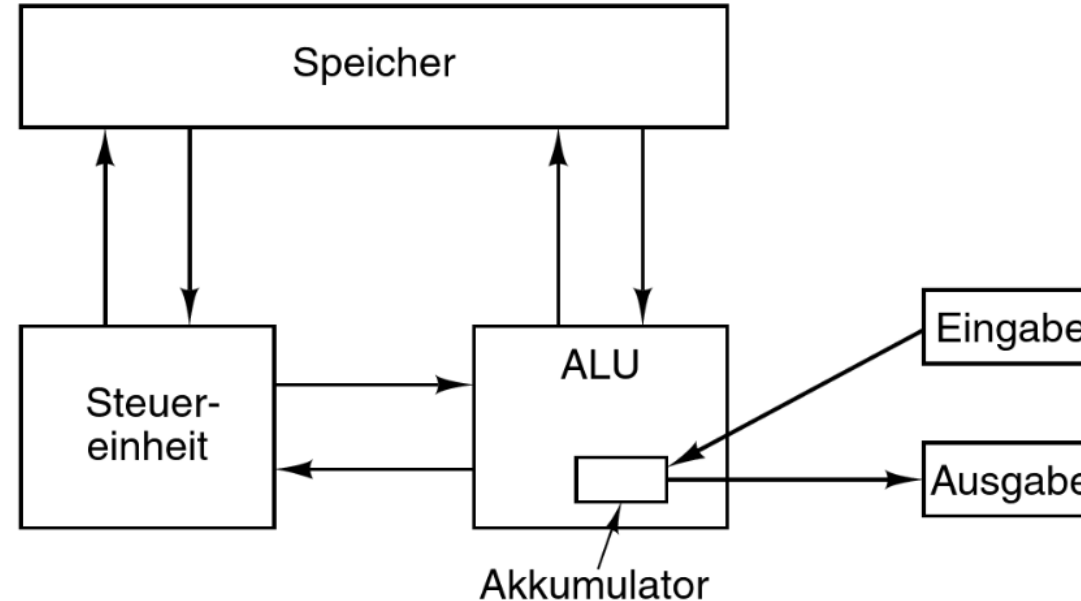 Speicher
Steuer-
einheit
ALU
Eingabe
Ausgabe
Akkumulator